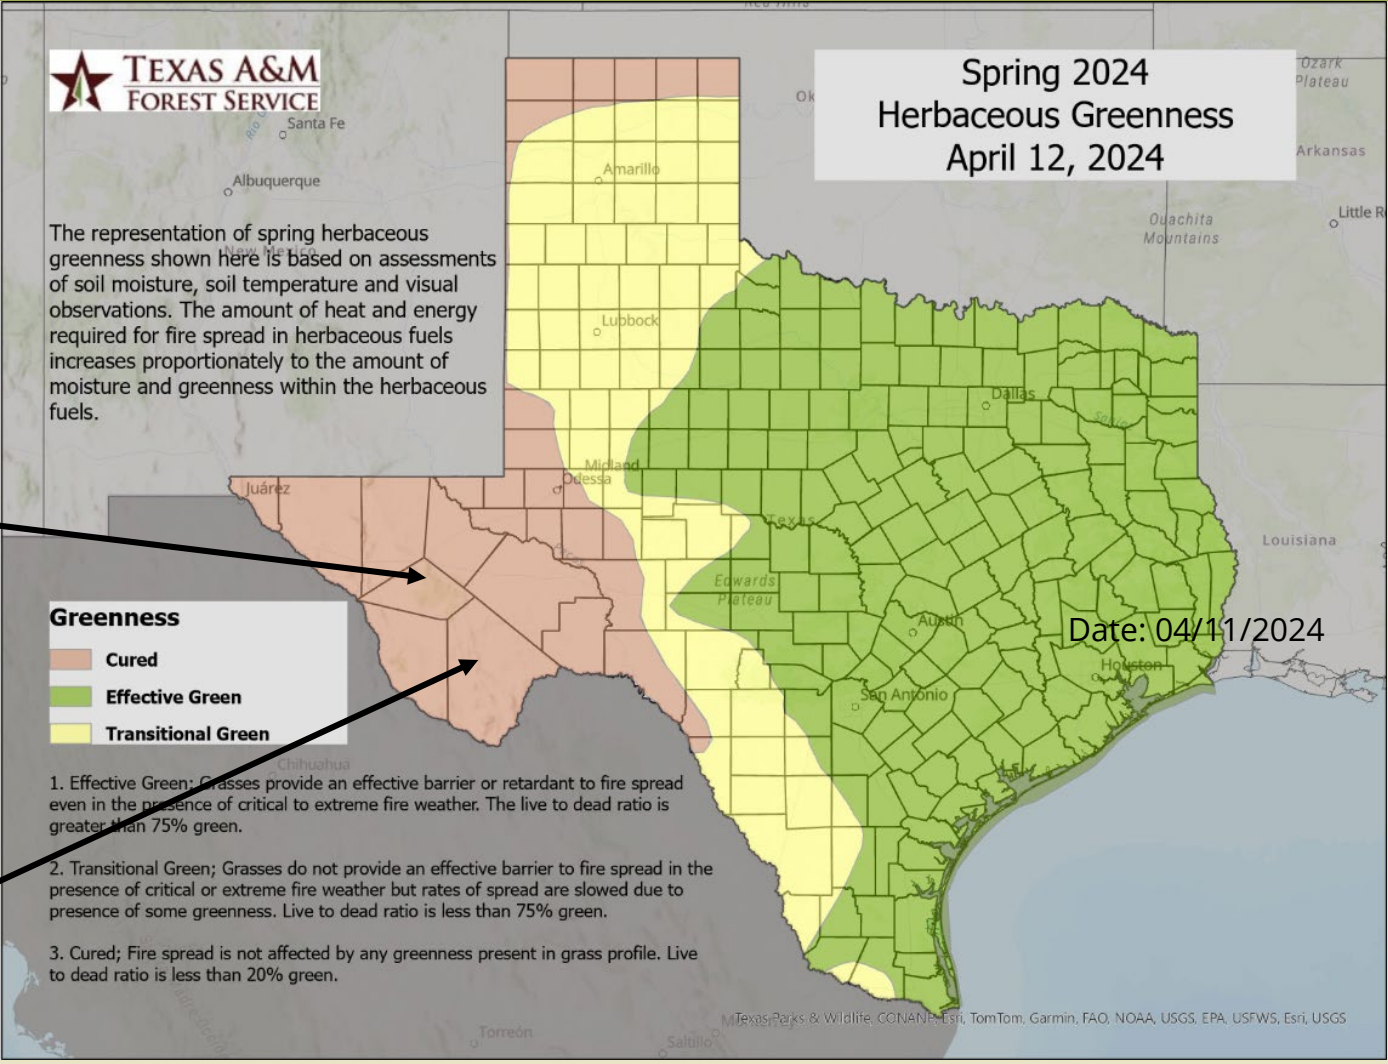 Red Hills
TEXAS A&M
FOREST SERVICE
Spring 2024
Herbaceous Greenness
April 12, 2024
Ozark
Plateau
Ok
Santa Fe
Arkansas
Amarillo
Albuquerque
Little R
Ouachita
Mountains
The representation of spring herbaceous
greenness shown here is based on assessments
of soil moisture, soil temperature and visual
observations. The amount of heat and energy
required for fire spread in herbaceous fuels
increases proportionately to the amount of
moisture and greenness within the herbaceous
fuels.
New Mexico
Lubbock
Dallas
Midland
Odessa
Juárez
Texas
Louisiana
Edwards
Plateau
Austin
Date: 04/11/2024
Houston
San Antonio
Greenness
Cured
Effective Green
Transitional Green
Chihuahua
1. Effective Green; Grasses provide an effective barrier or retardant to fire spread
even in the presence of critical to extreme fire weather. The live to dead ratio is
greater than 75% green.
2. Transitional Green; Grasses do not provide an effective barrier to fire spread in the
presence of critical or extreme fire weather but rates of spread are slowed due to
presence of some greenness. Live to dead ratio is less than 75% green.
3. Cured; Fire spread is not affected by any greenness present in grass profile. Live
to dead ratio is less than 20% green.
Texas Parks & Wildlife, CONANP, Esri, TomTom, Garmin, FAO, NOAA, USGS, EPA, USFWS, Esri, USGS
Torreón
Saltillo